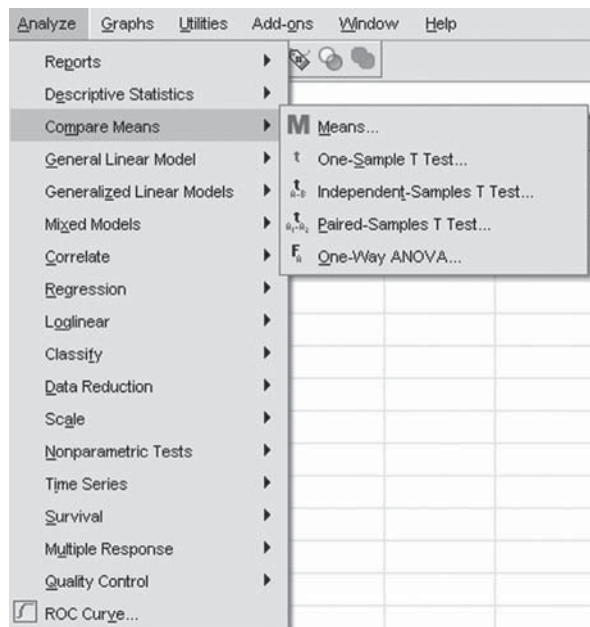 Analyze Graphs Utilities Add-ons Window Help
Reports
Descriptive Statistics
Compare Means
General Linear Model
Generalized Linear Models
Mixed Models
Correlate
Regression
Loglinear
Classify
Data Reduction
Scale
Nonparametric Tests
Time Series
Survival
Multiple Response
Quality Control
ROC Curve...
M Means...
t One-Sample T Test...
t A-B Independent-Samples T Test...
t A1-A2 Paired-Samples T Test...
F A One-Way ANOVA...